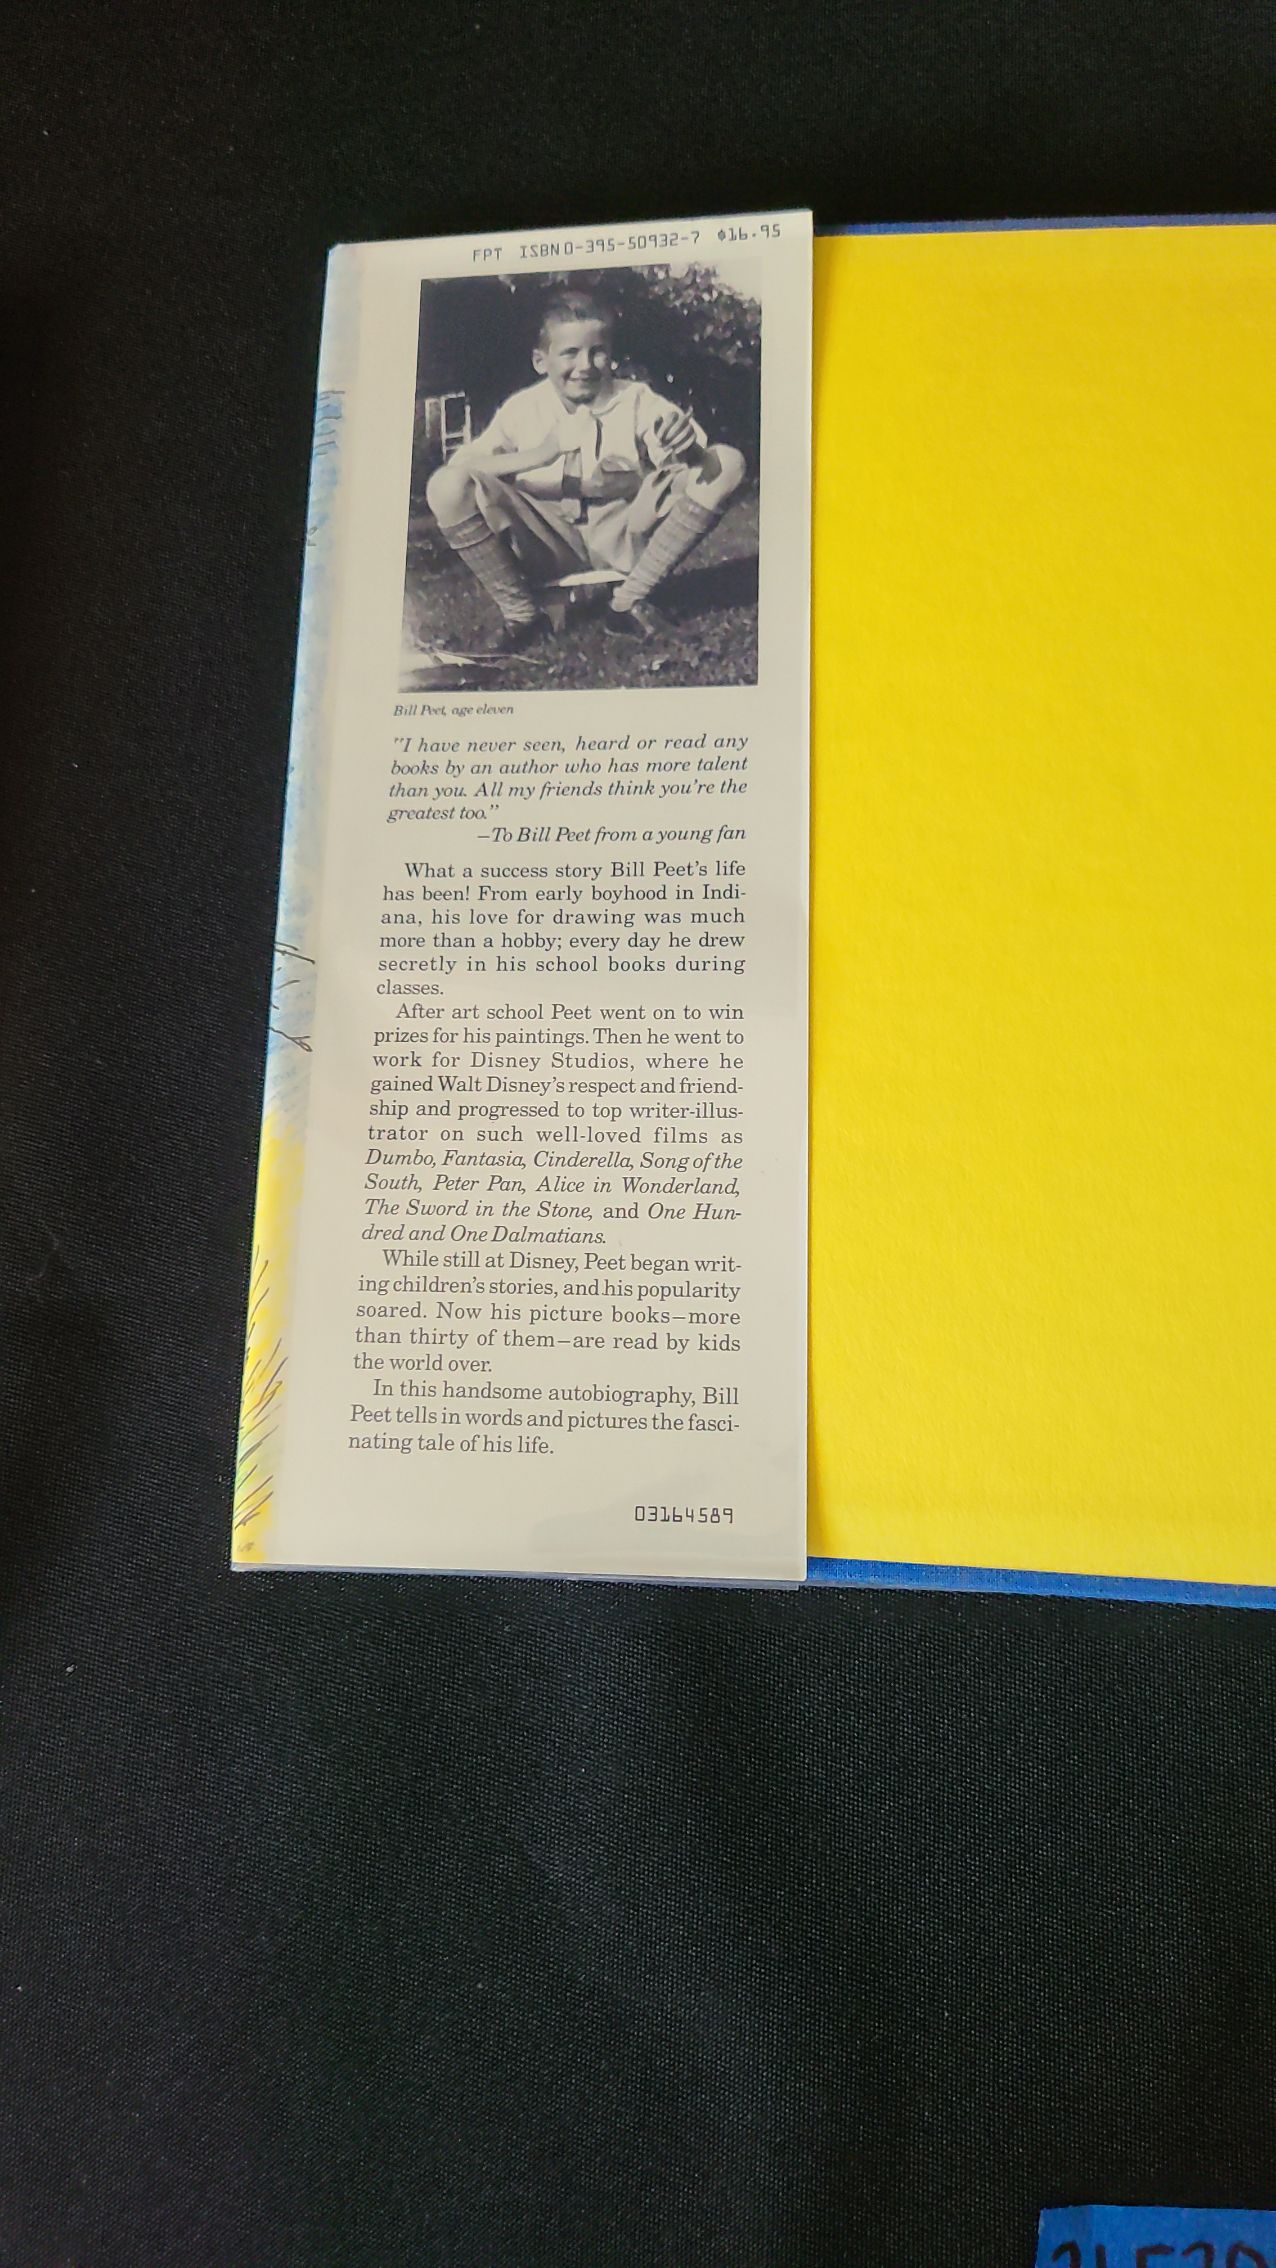 FPT ISBN 0-395-50932-7 $16.95
Bill Peet, age eleven
"I have never seen, heard or read any
books by an author who has more talent
than you. All my friends think you're the
greatest too."
—To Bill Peet from a young fan
What a success story Bill Peet's life
has been! From early boyhood in Indi-
ana, his love for drawing was much
more than a hobby; every day he drew
secretly in his school books during
classes.
After art school Peet went on to win
prizes for his paintings. Then he went to
work for Disney Studios, where he
gained Walt Disney's respect and friend-
ship and progressed to top writer-illus-
trator on such well-loved films as
Dumbo, Fantasia, Cinderella, Song of the
South, Peter Pan, Alice in Wonderland,
The Sword in the Stone, and One Hun-
dred and One Dalmatians.
While still at Disney, Peet began writ-
ing children's stories, and his popularity
soared. Now his picture books—more
than thirty of them—are read by kids
the world over.
In this handsome autobiography, Bill
Peet tells in words and pictures the fasci-
nating tale of his life.
03164589